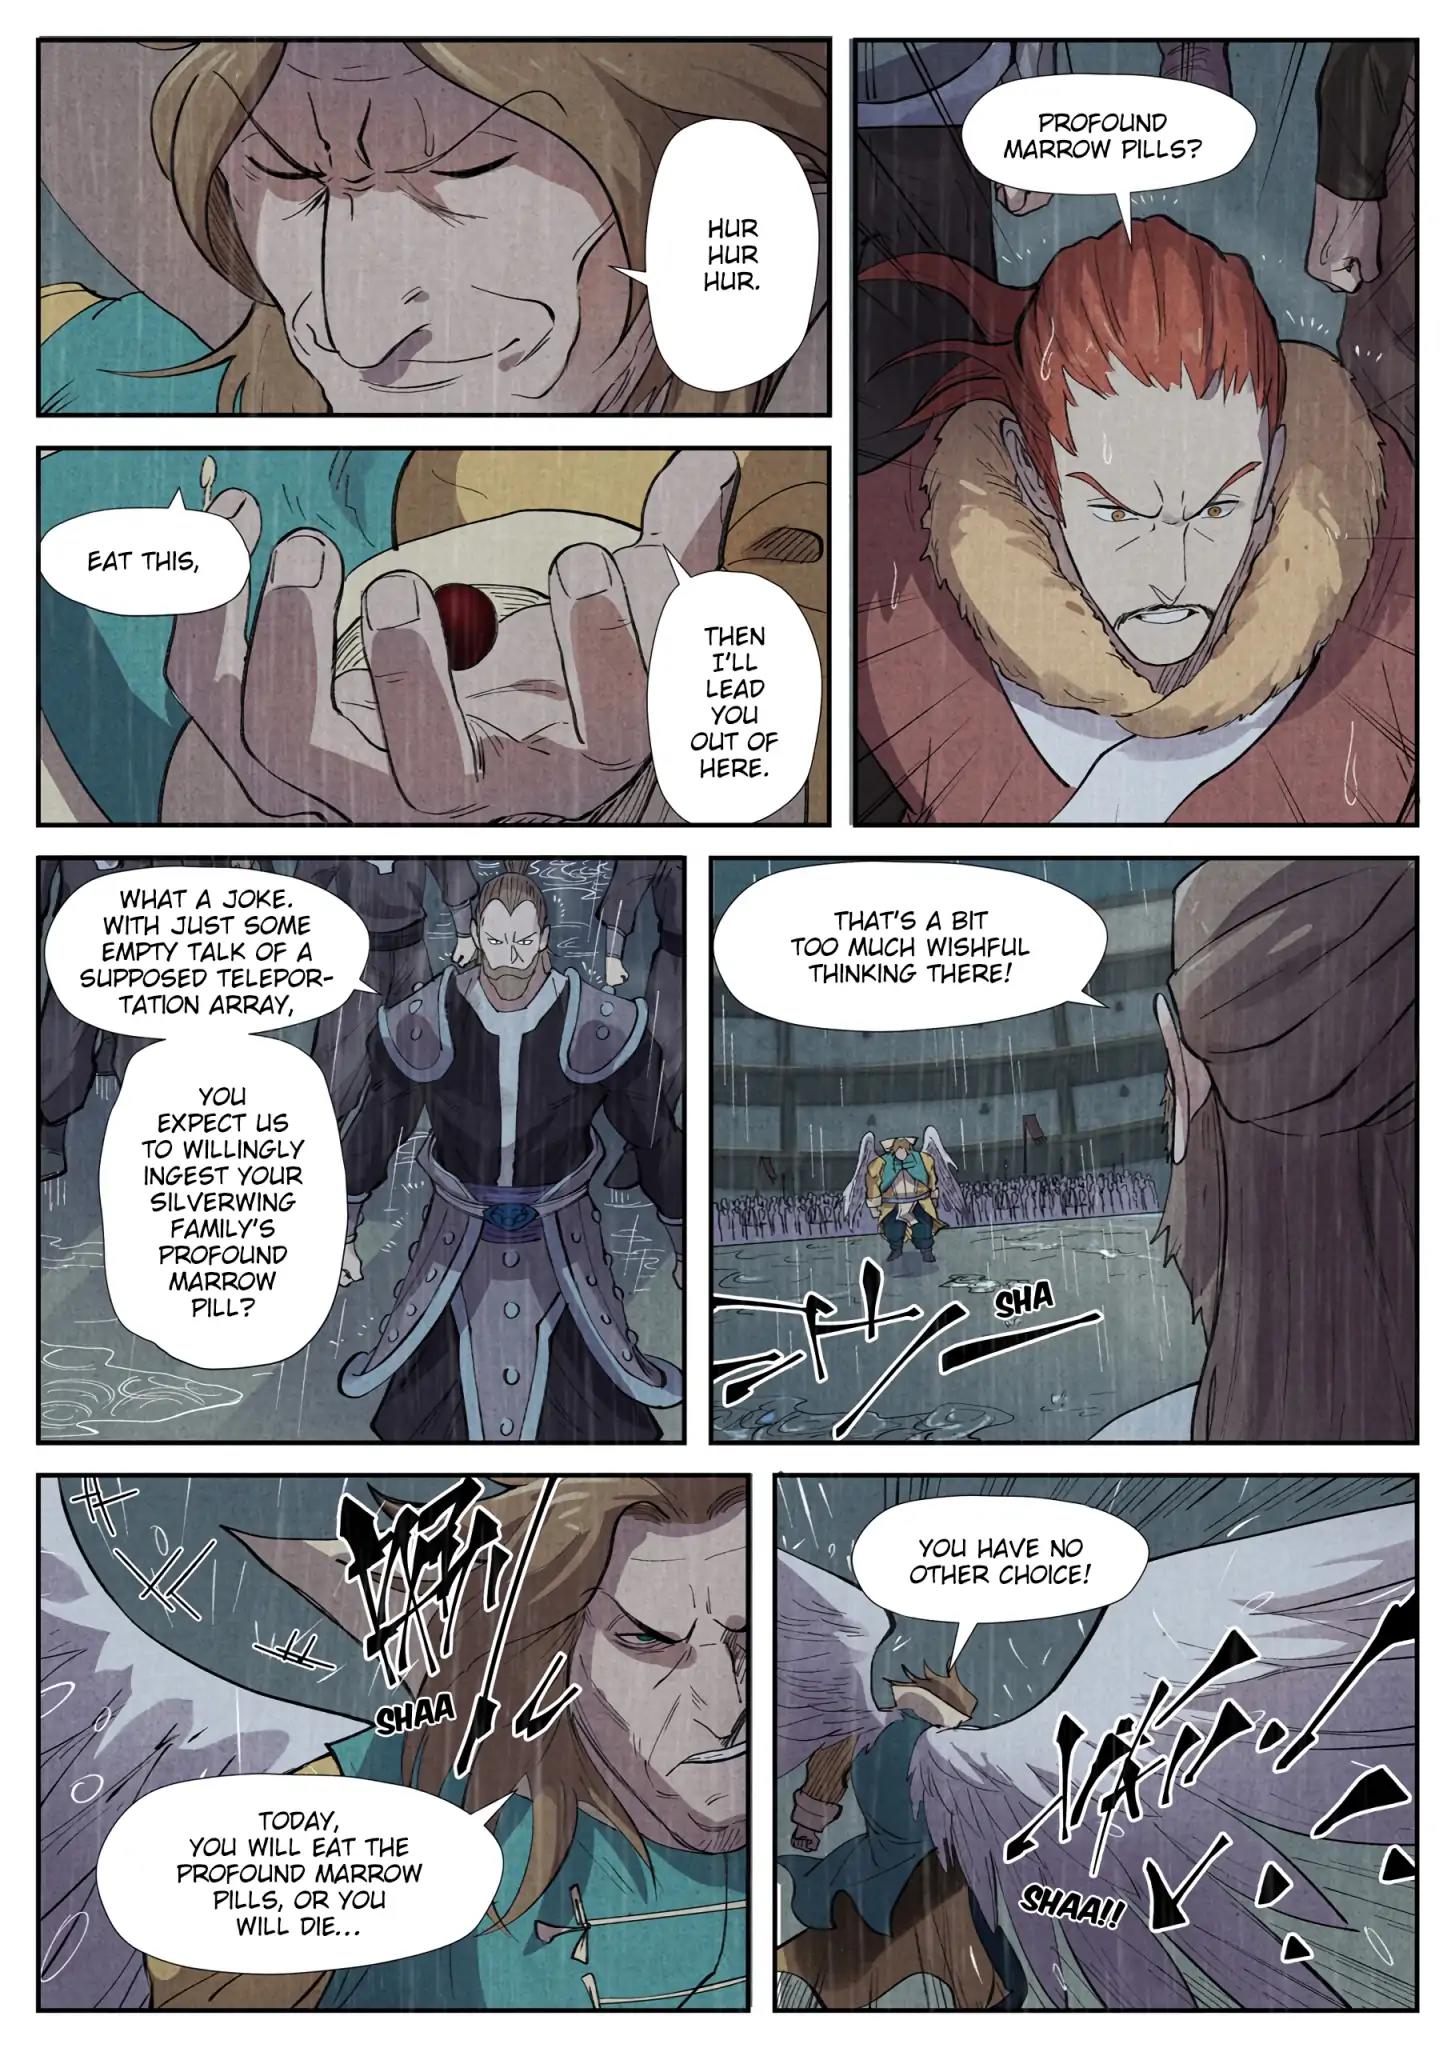 HUR
HUR
HUR.
EAT THIS,
THEN
I'LL
LEAD
YOU
OUT OF
HERE.
PROFOUND
MARROW PILLS?
WHAT A JOKE.
WITH JUST SOME
EMPTY TALK OF A
SUPPOSED TELEPOR-
TATION ARRAY,
YOU
EXPECT US
TO WILLINGLY
INGEST YOUR
SILVERWING
FAMILY'S
PROFOUND
MARROW
PILL?
THAT'S A BIT
TOO MUCH WISHFUL
THINKING THERE!
SHA
SHAA
TODAY,
YOU WILL EAT THE
PROFOUND MARROW
PILLS, OR YOU
WILL DIE...
YOU HAVE NO
OTHER CHOICE!
SHAA!!